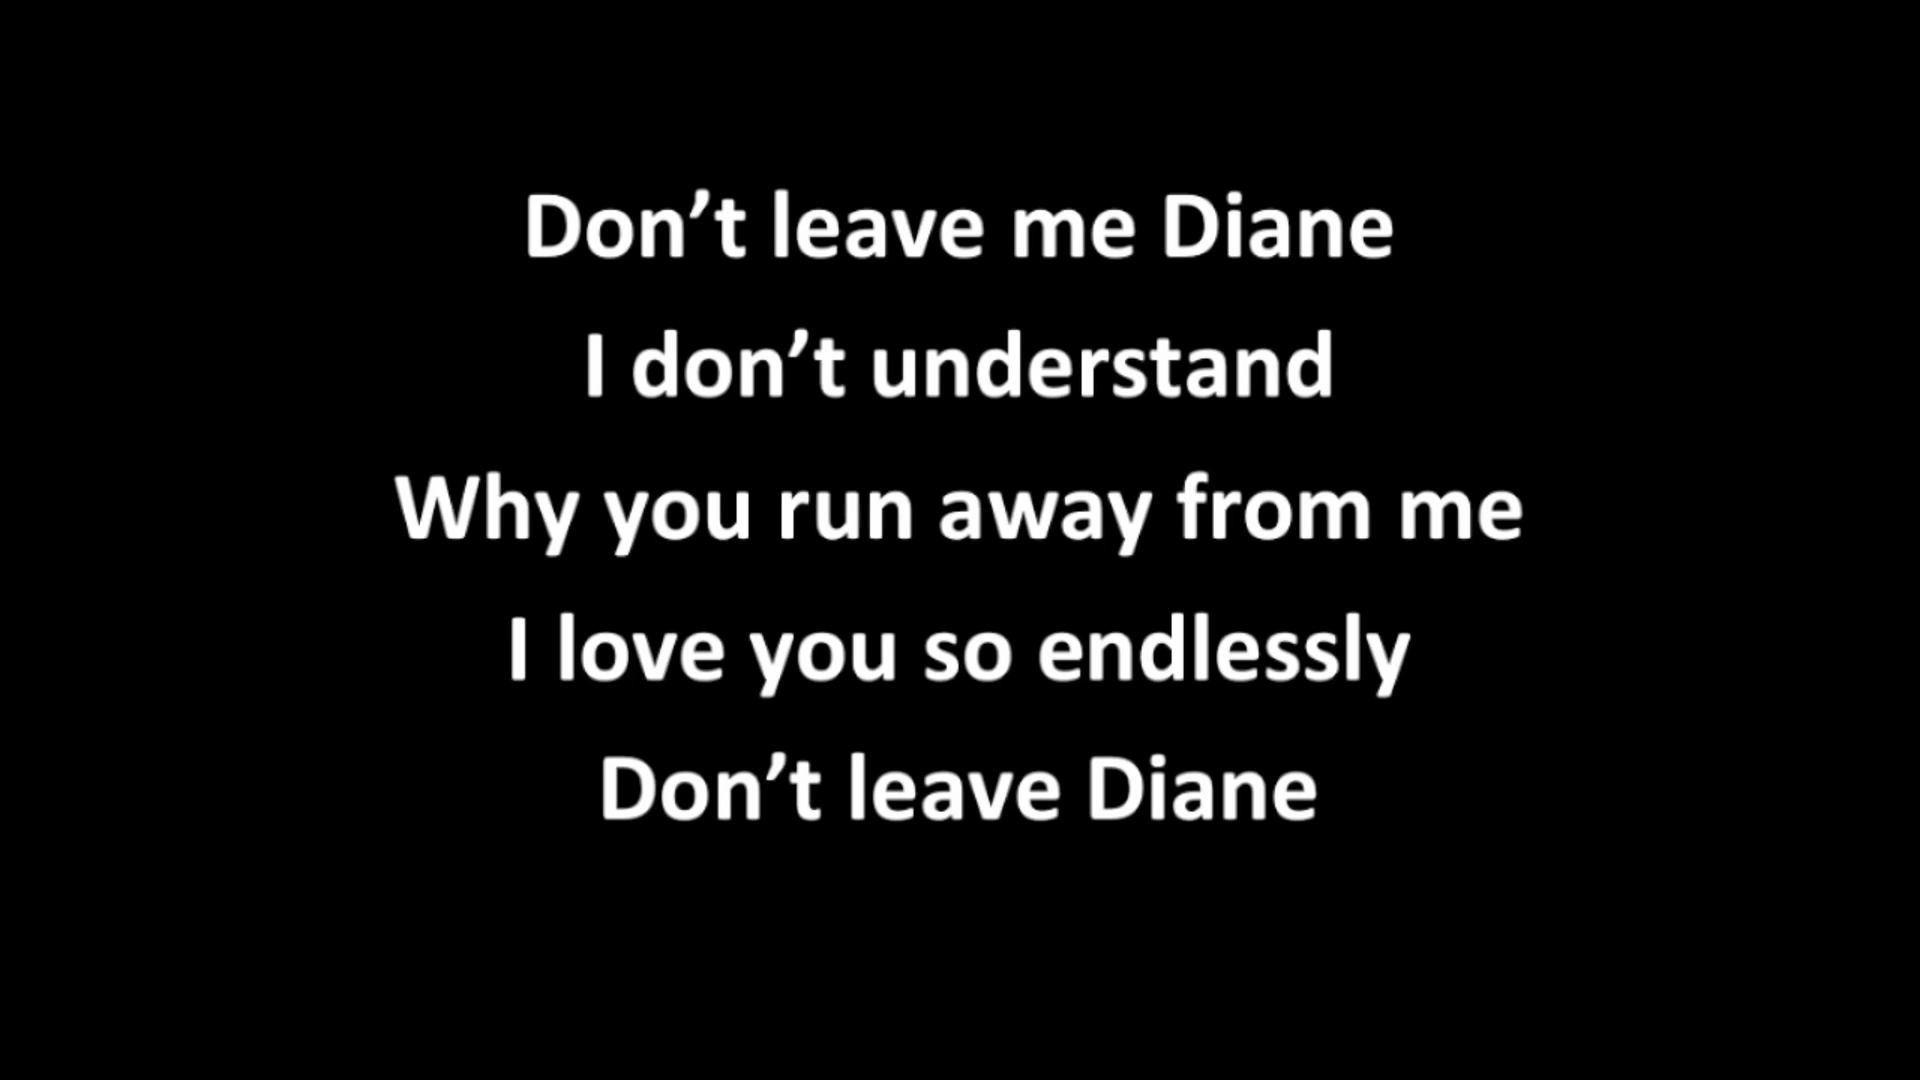 Don’t leave me Diane
I don’t understand
Why you run away from me
I love you so endlessly
Don’t leave Diane